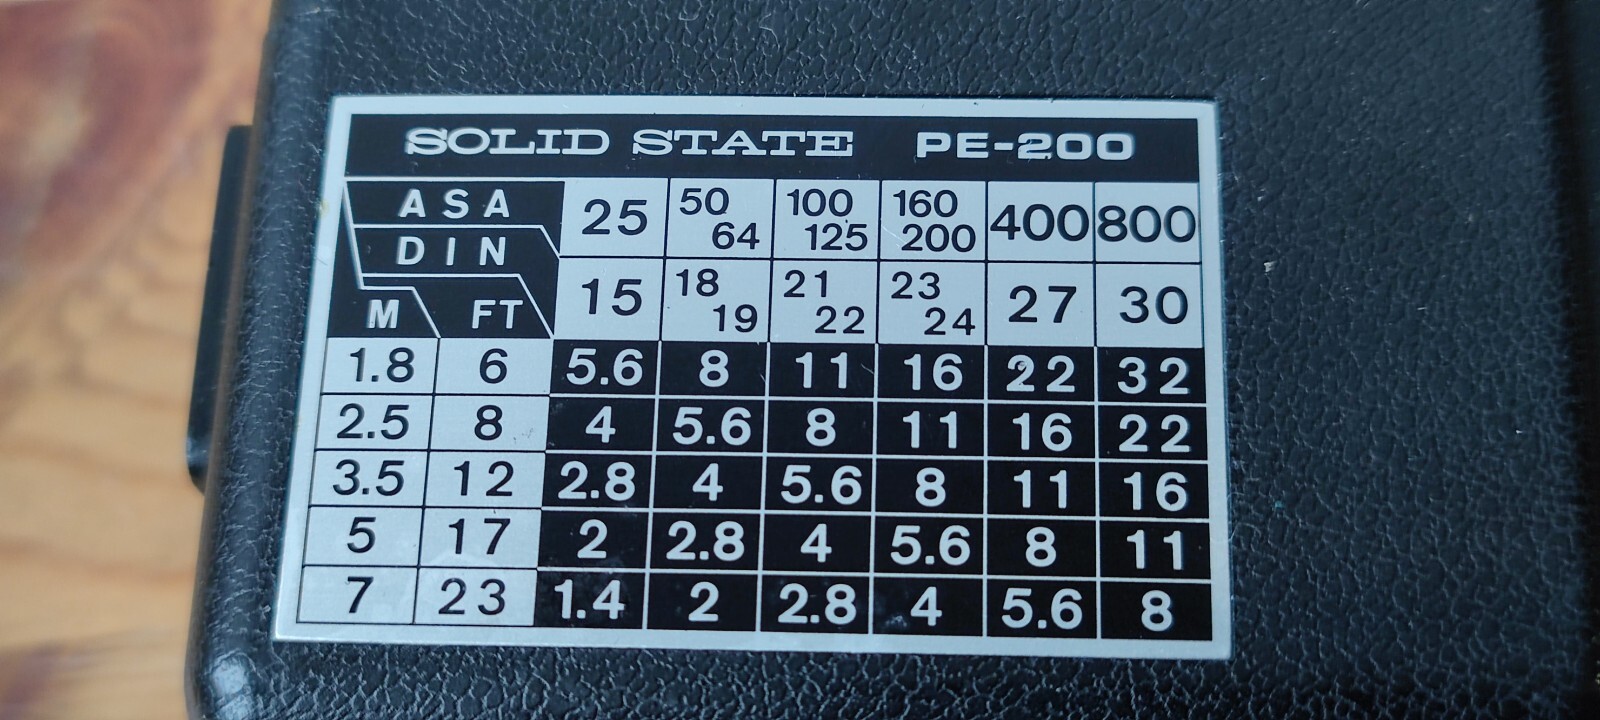 SOLID STATE PE-200
ASA 25 50 64 100 125 160 200 400 800
DIN 15 18 19 21 22 23 24 27 30
M FT
1.8 6 5.6 8 11 16 22 32
2.5 8 4 5.6 8 11 16 22
3.5 12 2.8 4 5.6 8 11 16
5 17 2 2.8 4 5.6 8 11
7 23 1.4 2 2.8 4 5.6 8